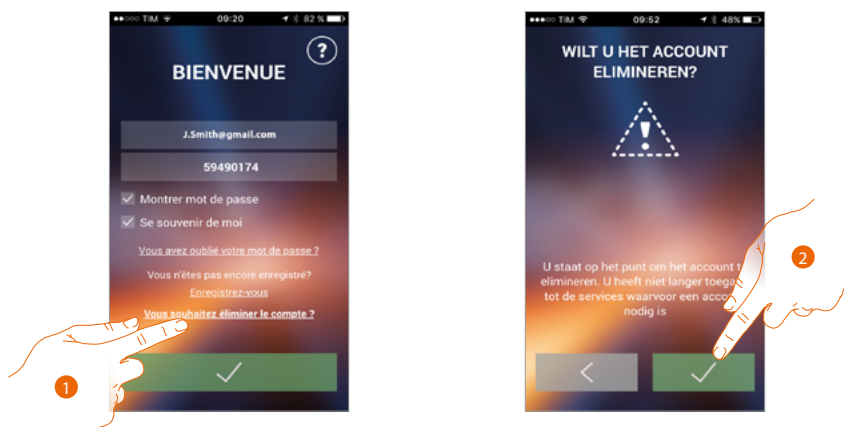 ●●○○○ TIM 09:20 82 %
?
BIENVENUE
J.Smith@gmail.com
59490174
Montrer mot de passe
Se souvenir de moi
Vous avez oublié votre mot de passe ?
Vous n'êtes pas encore enregistré?
Enregistrez-vous
Vous souhaitez éliminer le compte ?
1
●●●○○ TIM 09:52 48%
WILT U HET ACCOUNT
ELIMINEREN?
!
U staat op het punt om het account
elimineren. U heeft niet langer
tot de services waarvoor een
nodig is
2